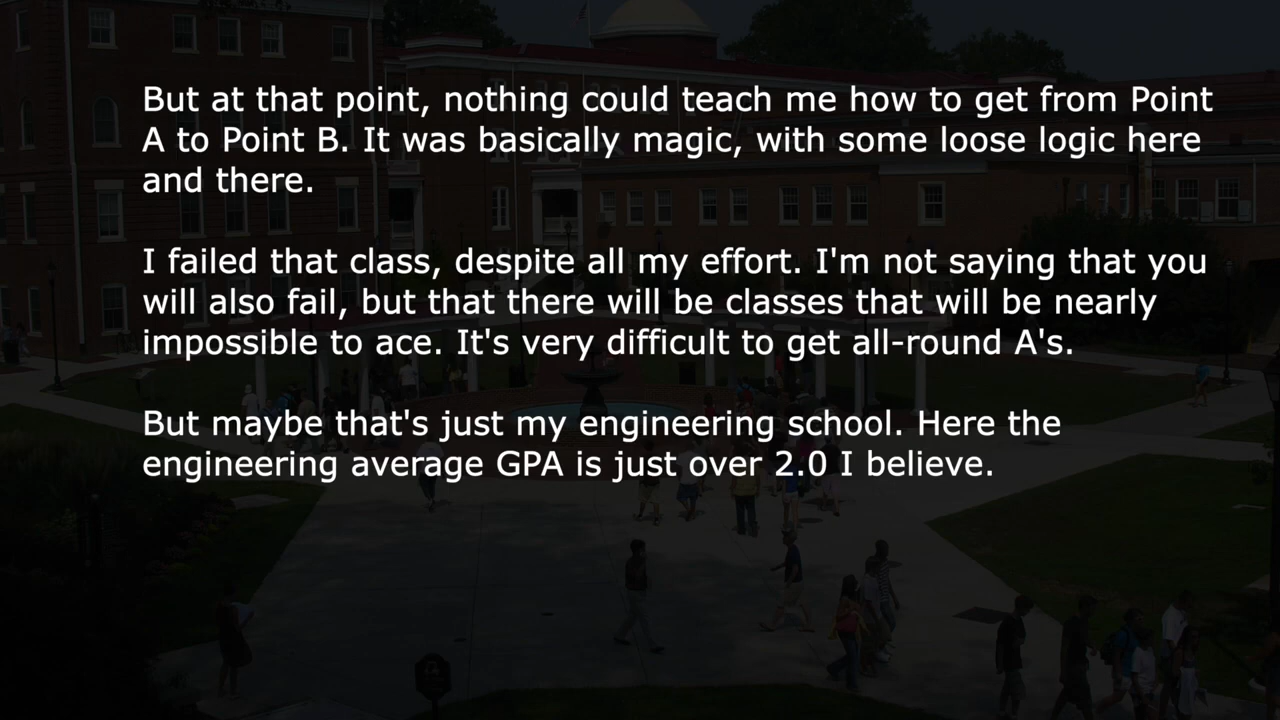 But at that point, nothing could teach me how to get from Point
A to Point B. It was basically magic, with some loose logic here
and there.
I failed that class, despite all my effort. I'm not saying that you
will also fail, but that there will be classes that will be nearly
impossible to ace. It's very difficult to get all-round A's.
But maybe that's just my engineering school. Here the
engineering average GPA is just over 2.0 I believe.